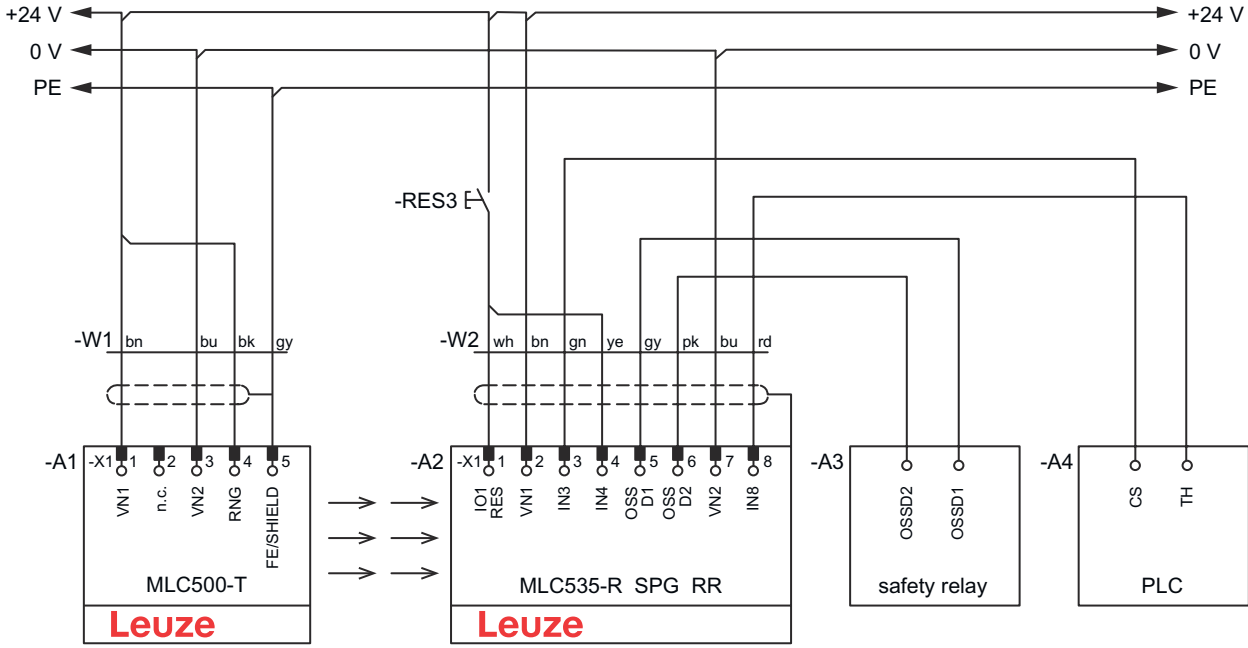 +24 V +24 V
0 V 0 V
PE PE
-RES3
-W1 bn bu bk gy
-W2 wh bn gn ye gy pk bu rd
-A1 -X1 1 2 3 4 5
VN1
n.c.
VN2
RNG
FE/SHIELD
MLC500-T
Leuze
-A2 -X1 1 2 3 4 5 6 7 8
IO1
RES
VN1
IN3
IN4
OSS
D1
OSS
D2
VN2
IN8
MLC535-R SPG RR
Leuze
-A3
OSSD2
OSSD1
safety relay
-A4
CS
TH
PLC